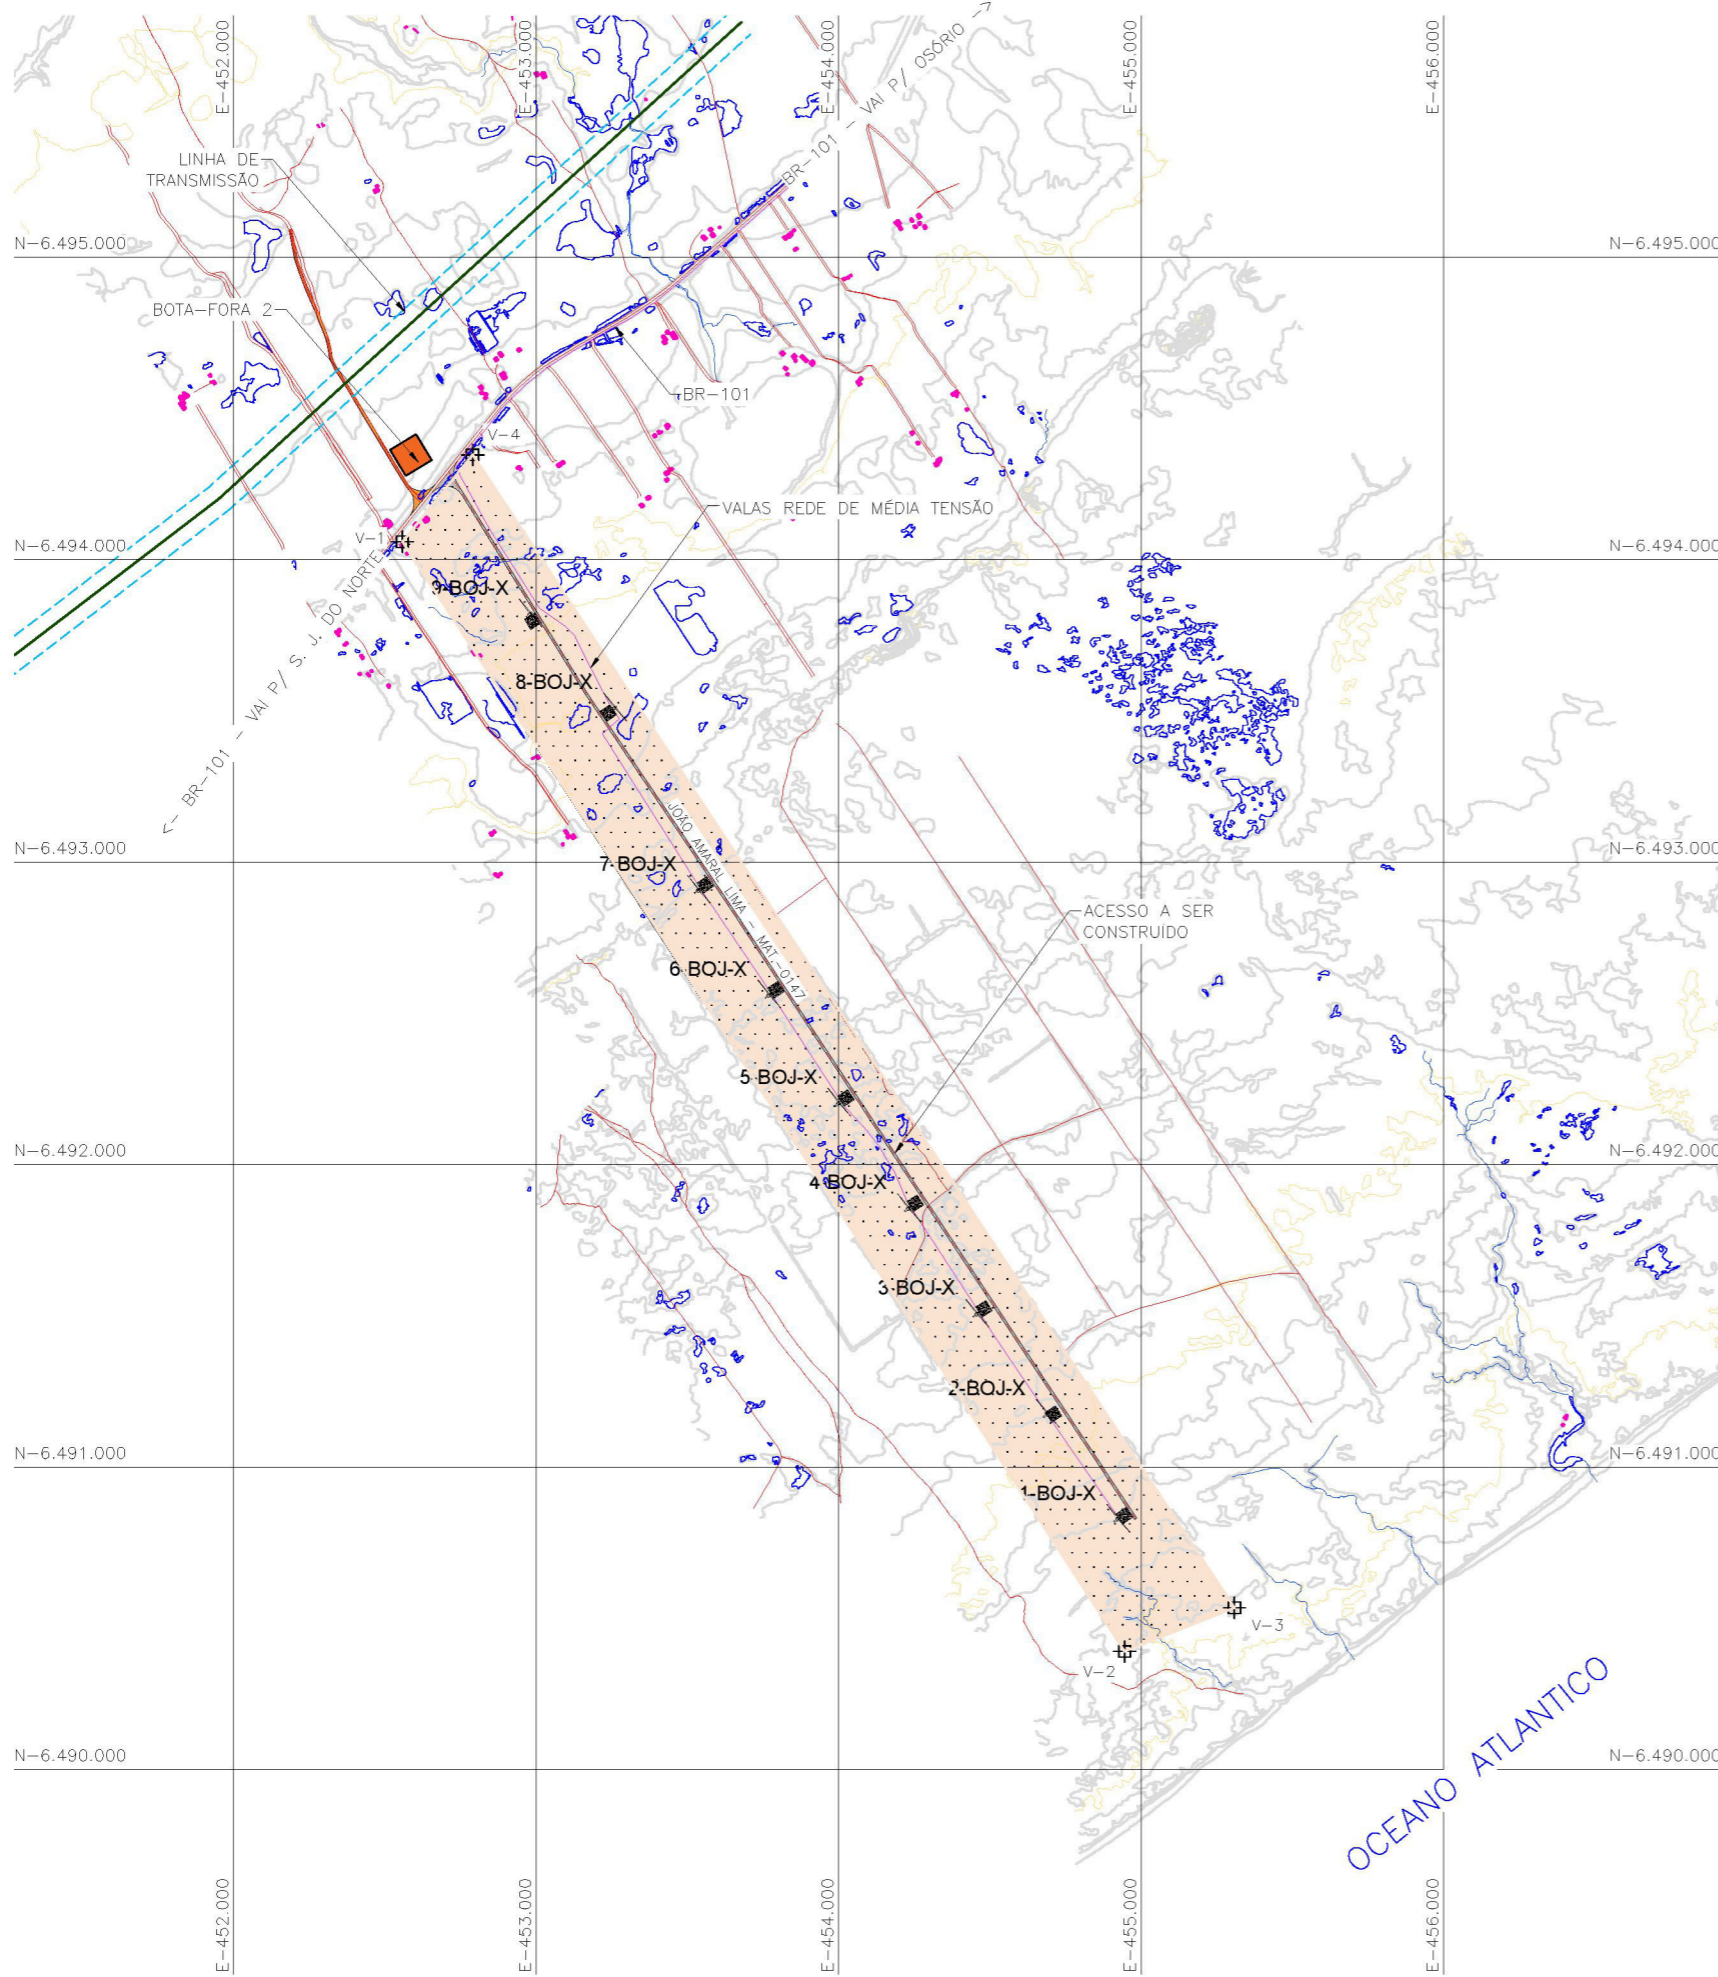 E-452.000
E-453.000
E-454.000
E-455.000
E-456.000
BR-101 - VAI P/ OSÓRIO ->
LINHA DE
TRANSMISSÃO
N-6.495.000
N-6.495.000
BOTA-FORA 2
BR-101
V-4
VALAS REDE DE MÉDIA TENSÃO
V-1
N-6.494.000
N-6.494.000
9-BOJ-X
<- BR-101 - VAI P/ S. J. DO NORTE
8-BOJ-X
JOÃO AMARAL LIMA - MAT.-0147
N-6.493.000
N-6.493.000
7-BOJ-X
ACESSO A SER
CONSTRUÍDO
6-BOJ-X
5-BOJ-X
N-6.492.000
N-6.492.000
4-BOJ-X
3-BOJ-X
2-BOJ-X
N-6.491.000
N-6.491.000
1-BOJ-X
V-3
V-2
OCEANO ATLANTICO
N-6.490.000
N-6.490.000
E-452.000
E-453.000
E-454.000
E-455.000
E-456.000